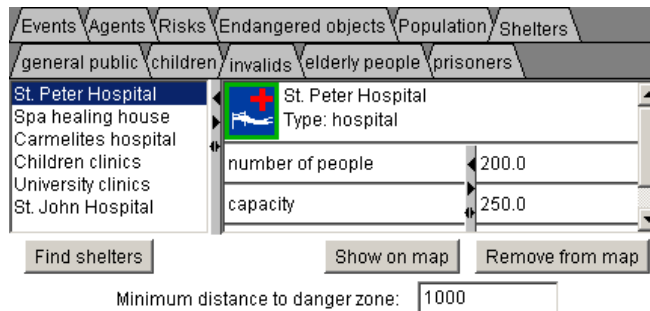 Events Agents Risks Endangered objects Population Shelters
general public children invalids elderly people prisoners
St. Peter Hospital
Spa healing house
Carmelites hospital
Children clinics
University clinics
St. John Hospital
St. Peter Hospital
Type: hospital
number of people 200.0
capacity 250.0
Find shelters Show on map Remove from map
Minimum distance to danger zone: 1000